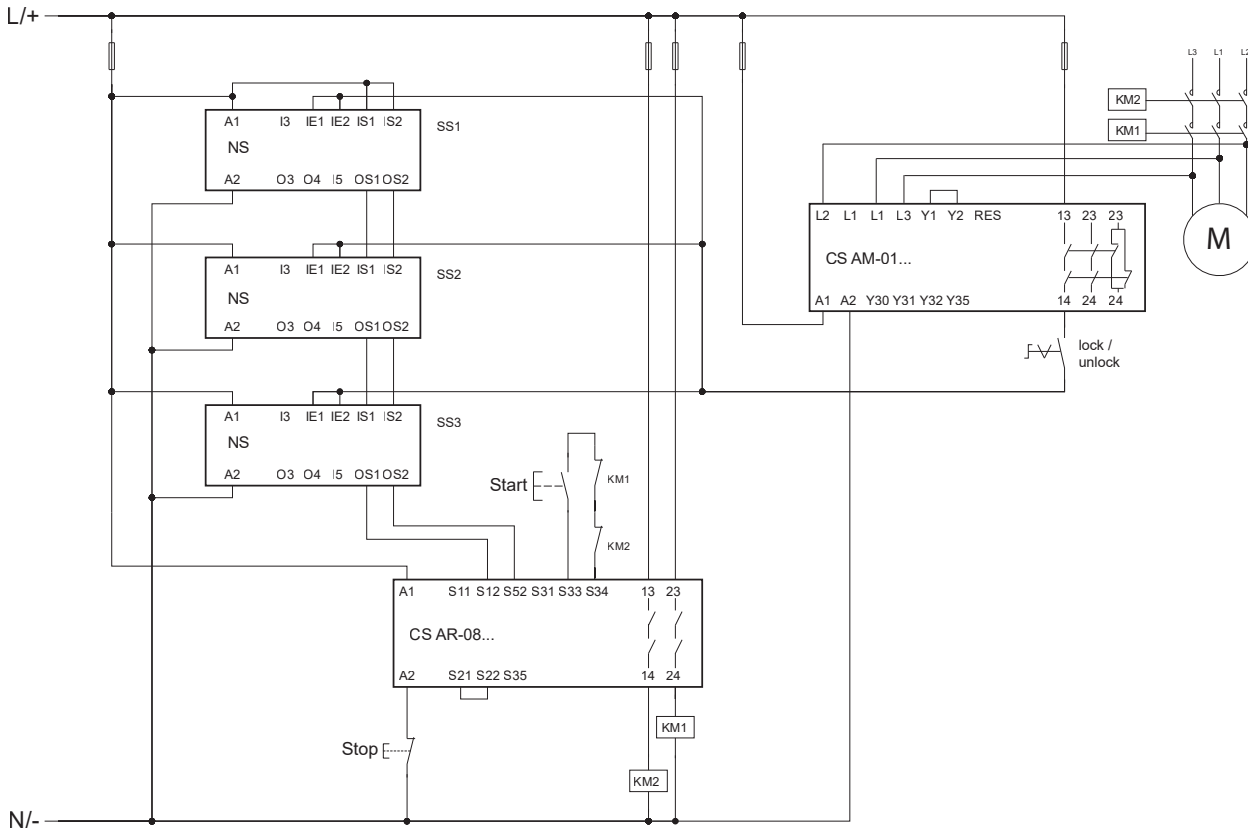 L/+
L3 L1 L2
A1 I3 IE1 IE2 IS1 IS2 SS1
NS
A2 O3 O4 I5 OS1 OS2
KM2
KM1
A1 I3 IE1 IE2 IS1 IS2 SS2
NS
A2 O3 O4 I5 OS1 OS2
L2 L1 L1 L3 Y1 Y2 RES 13 23 23
CS AM-01...
A1 A2 Y30 Y31 Y32 Y35 14 24 24
M
lock /
unlock
A1 I3 IE1 IE2 IS1 IS2 SS3
NS
A2 O3 O4 I5 OS1 OS2
Start
KM1
KM2
A1 S11 S12 S52 S31 S33 S34 13 23
CS AR-08...
A2 S21 S22 S35 14 24
KM1
Stop
KM2
N/-